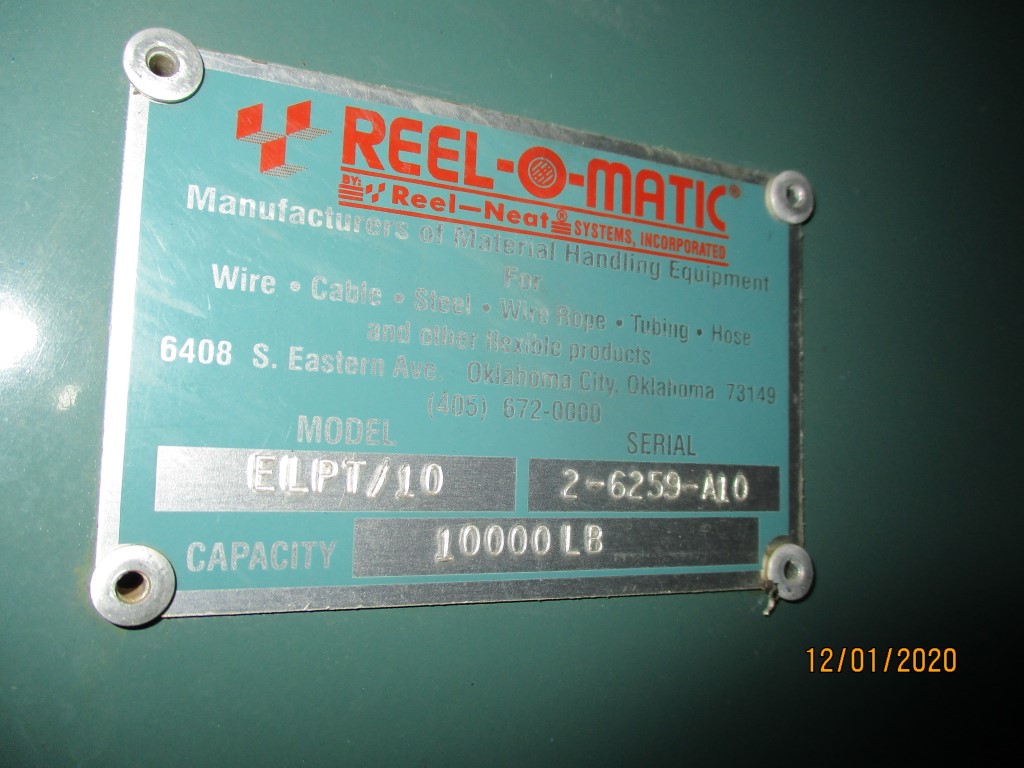 REEL-O-MATIC®
BY: Reel-Neat® SYSTEMS, INCORPORATED
Manufacturers of Material Handling Equipment
For
Wire • Cable • Steel • Wire Rope • Tubing • Hose
and other flexible products
6408 S. Eastern Ave. Oklahoma City, Oklahoma 73149
(405) 672-0000
MODEL SERIAL
ELPT/10 2-6259-A10
CAPACITY 10000 LB
12/01/2020